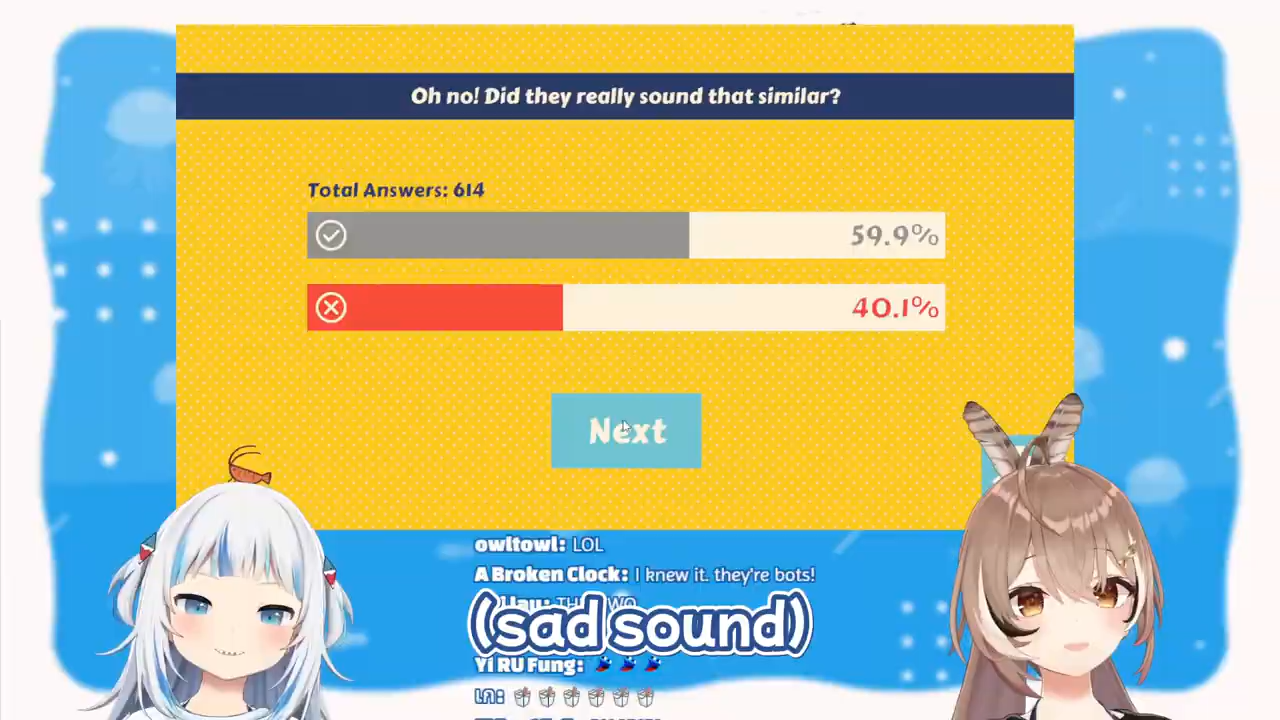 Oh no! Did they really sound that similar?
Total Answers: 614
59.9%
40.1%
Next
owltowl: LOL
A Broken Clock: I knew it. they're bots!
(sad sound)
Yi RU Fung: